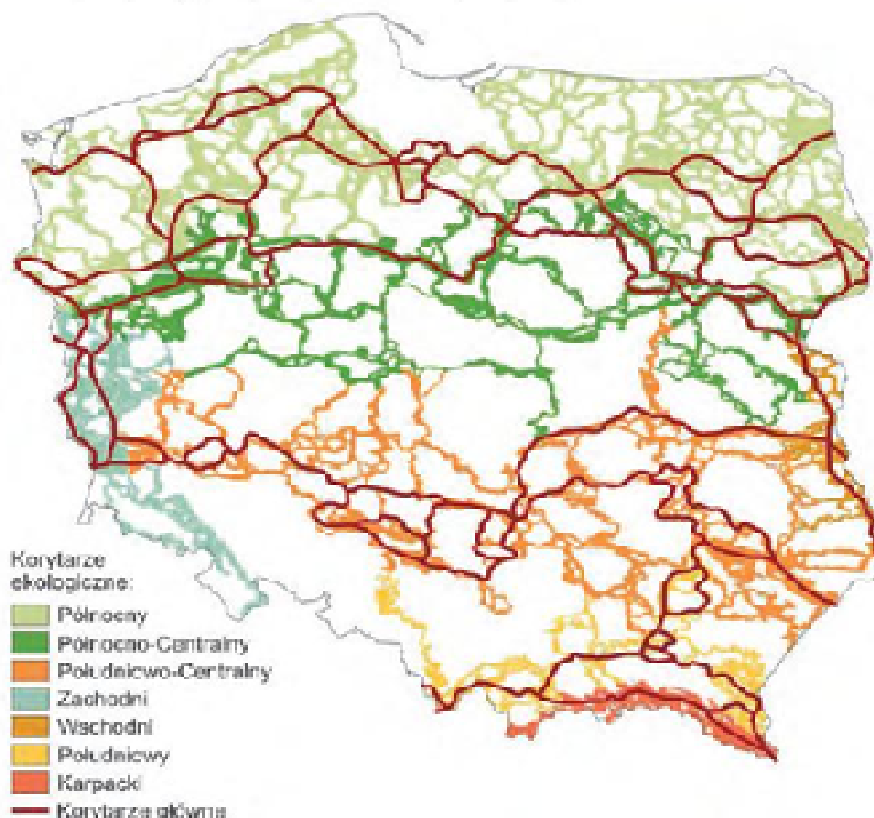 Korytarze
ekologiczne:
Północny
Północno-Centralny
Południowo-Centralny
Zachodni
Wschodni
Południowy
Karpacki
Korytarze główne